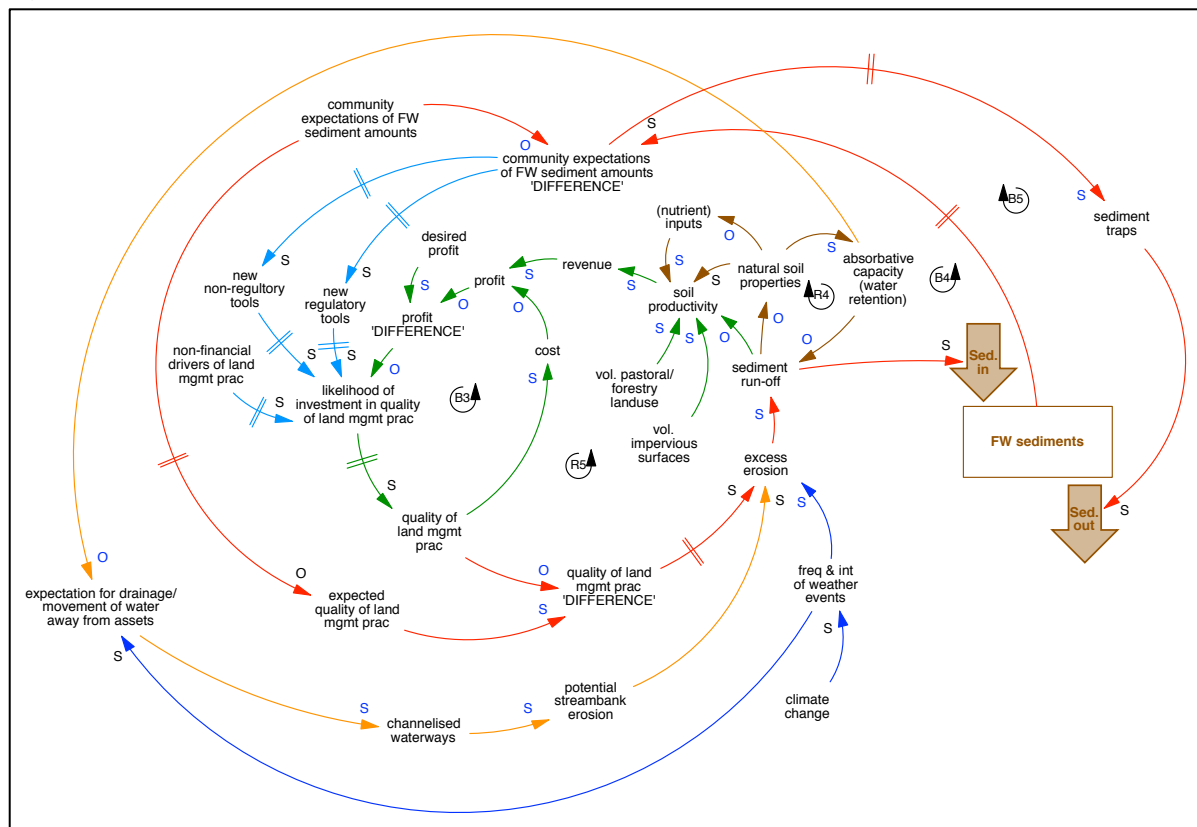 community
expectations of FW
sediment amounts
S
O
community expectations
of FW sediment amounts
'DIFFERENCE'
B5
S
sediment
traps
(nutrient)
inputs
desired
profit
O
S
natural soil
properties
absorbative
capacity (water
retention)
B4
S
new
non-regultory
tools
S
new
regulatory
tools
S
profit
'DIFFERENCE'
O
profit
S
revenue
S
S
S
soil
productivity
R4
O
O
O
S
S
S
Sed.
in
non-financial
drivers of land
mgmt prac
S
S
S
O
cost
S
likelihood of
investment in quality
of land mgmt prac
B3
vol. pastoral/
forestry
landuse
sediment
run-off
S
FW sediments
vol.
impervious
surfaces
R5
excess
erosion
S
S
S
S
S
Sed.
out
quality of
land mgmt
prac
O
O
O
S
quality of land
mgmt prac
'DIFFERENCE'
freq & int
of weather
events
S
expectation for drainage/
movement of water
away from assets
S
expected
quality of land
mgmt prac
climate
change
potential
streambank
erosion
S
S
channelised
waterways